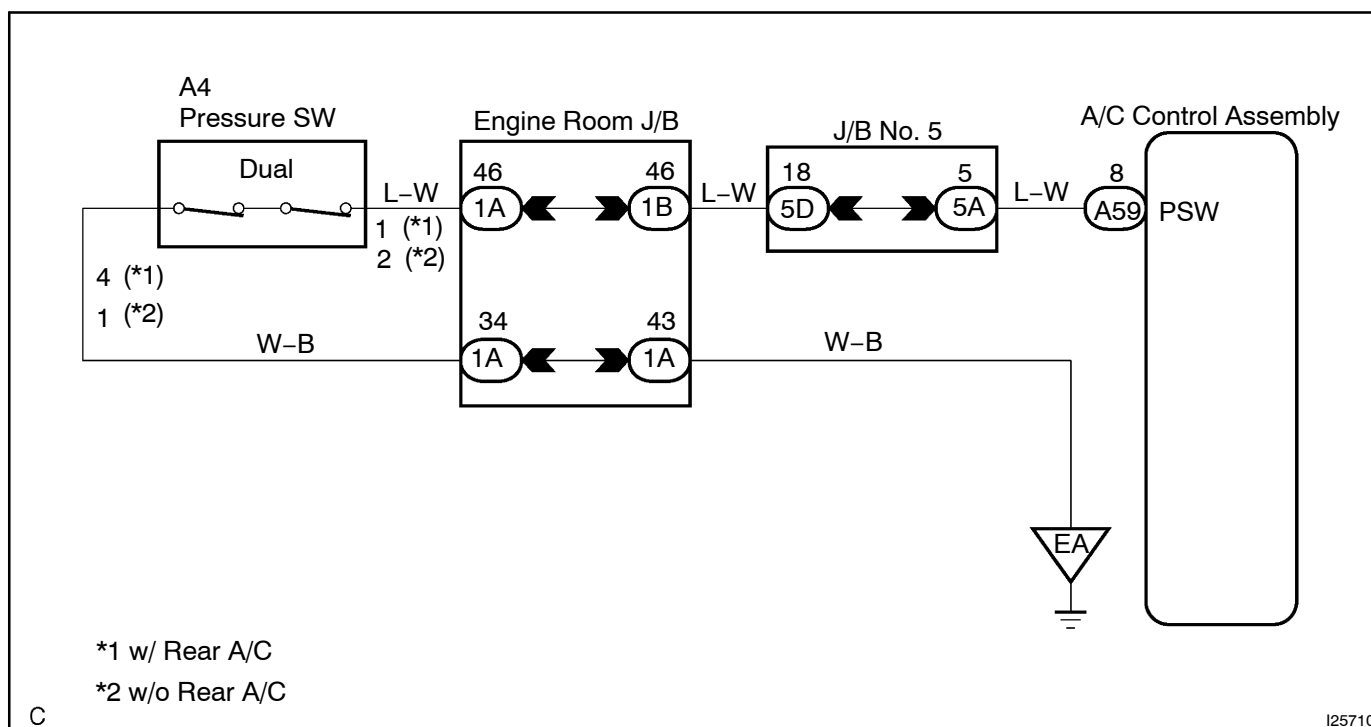 A4
Pressure SW
Dual
Engine Room J/B
J/B No. 5
A/C Control Assembly
L–W
46
1A
46
1B
L–W
18
5D
5
5A
L–W
8
A59
PSW
1 (*1)
2 (*2)
4 (*1)
1 (*2)
W–B
34
1A
43
1A
W–B
EA
*1 w/ Rear A/C
*2 w/o Rear A/C
C
I25710